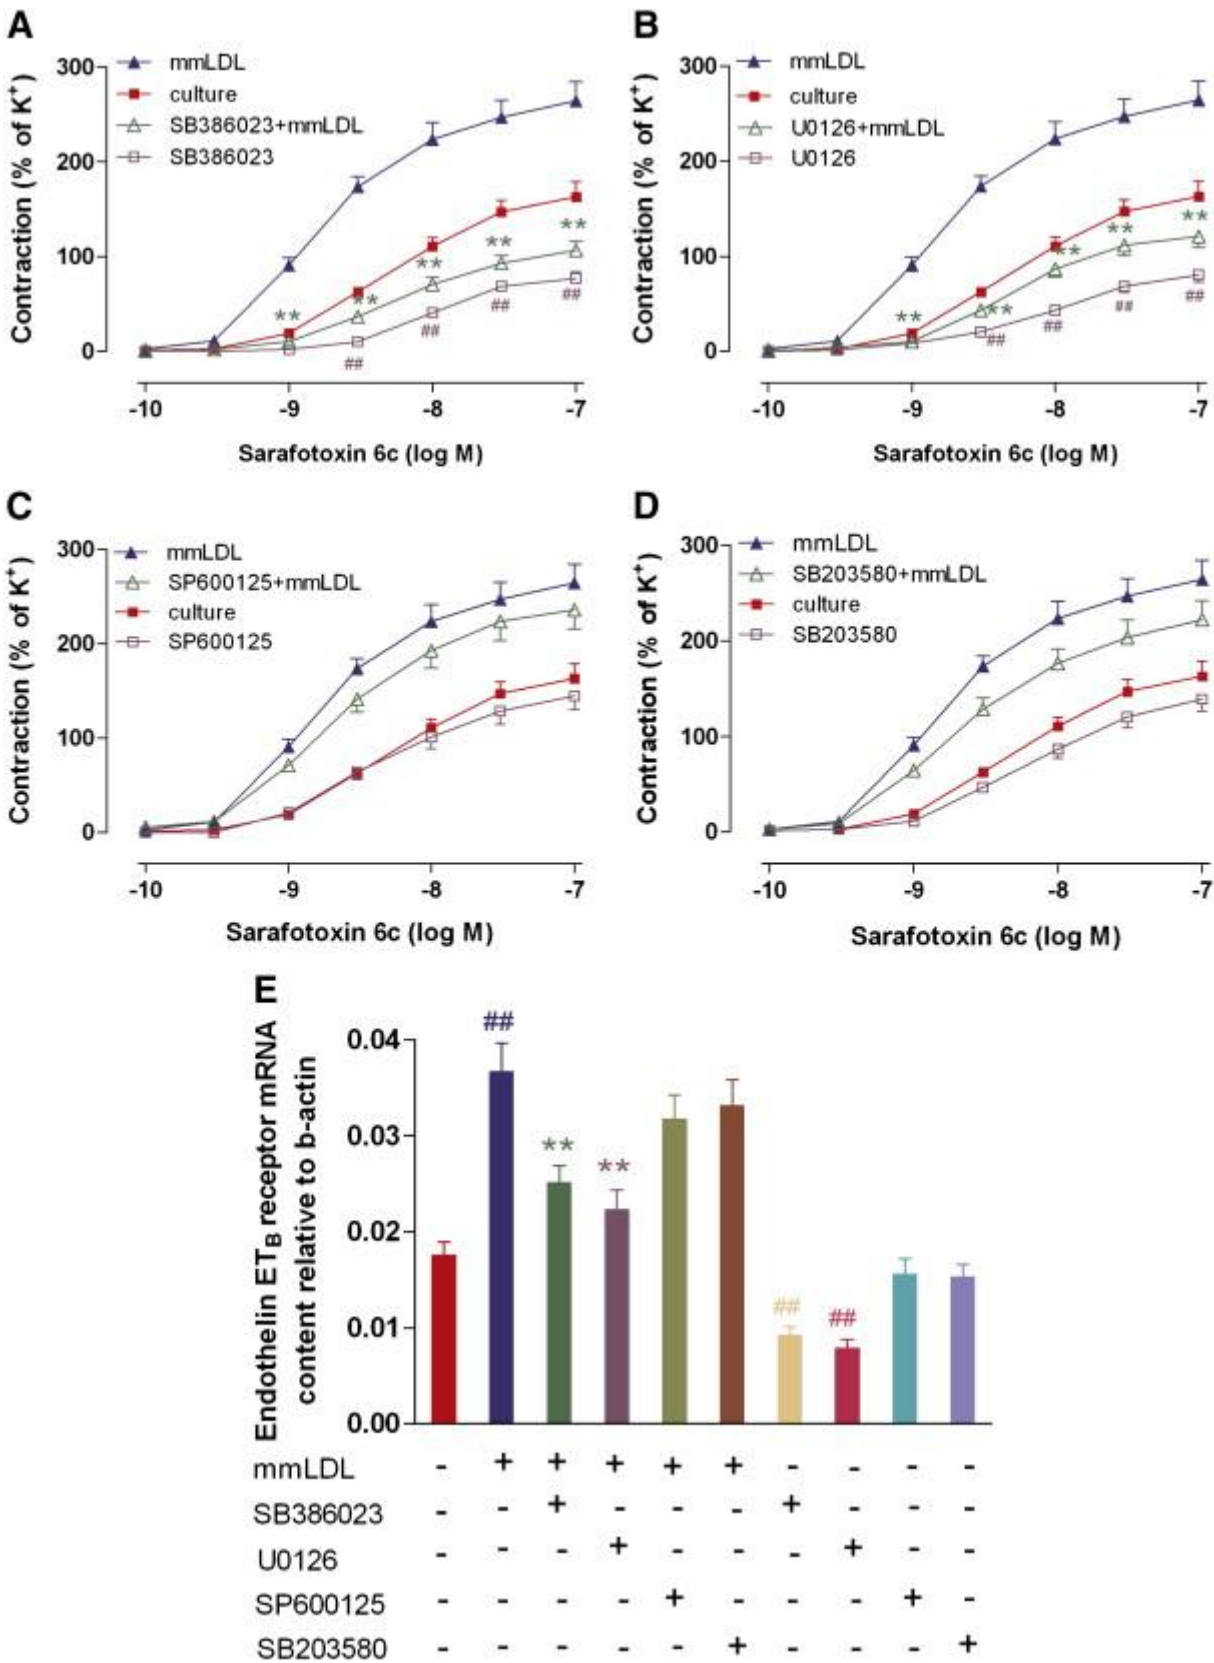 A
Contraction (% of K+)
300
200
100
0
mmLDL
culture
SB386023+mmLDL
SB386023
**
**
**
**
**
##
##
##
##
-10
-9
-8
-7
Sarafotoxin 6c (log M)
B
Contraction (% of K+)
300
200
100
0
mmLDL
culture
U0126+mmLDL
U0126
**
**
**
**
**
##
##
##
##
-10
-9
-8
-7
Sarafotoxin 6c (log M)
C
Contraction (% of K+)
300
200
100
0
mmLDL
SP600125+mmLDL
culture
SP600125
-10
-9
-8
-7
Sarafotoxin 6c (log M)
D
Contraction (% of K+)
300
200
100
0
mmLDL
SB203580+mmLDL
culture
SB203580
-10
-9
-8
-7
Sarafotoxin 6c (log M)
E
Endothelin ETB receptor mRNA
content relative to b-actin
0.04
0.03
0.02
0.01
0.00
##
**
**
##
##
mmLDL - + + + + + - - - -
SB386023 - - + - - - + - - -
U0126 - - - + - - - + - -
SP600125 - - - - + - - - + -
SB203580 - - - - - + - - - +